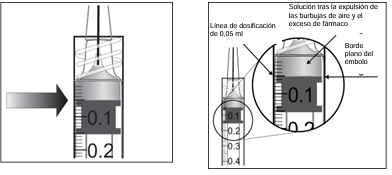 0.1
0.2
Línea de dosificación
de 0,05 ml
Solución tras la expulsión de
las burbujas de aire y el
exceso de fármaco
Borde
plano del
émbolo
0.1
0.1
0.2
0.3
0.4